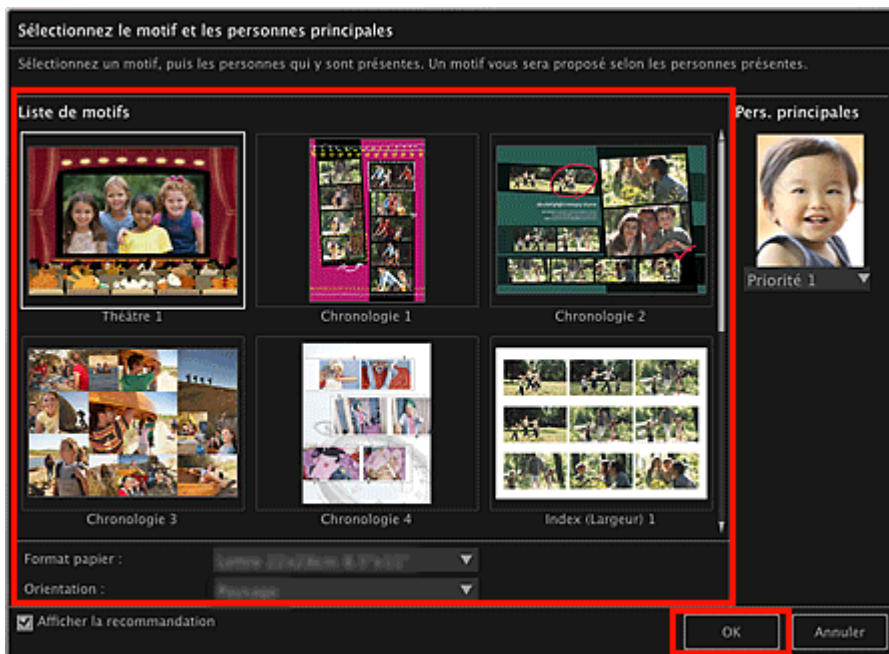 Sélectionnez le motif et les personnes principales
Sélectionnez un motif, puis les personnes qui y sont présentes. Un motif vous sera proposé selon les personnes présentes.
Liste de motifs
Pers. principales
Théâtre 1
Chronologie 1
Chronologie 2
Priorité 1
Chronologie 3
Chronologie 4
Index (Largeur) 1
Format papier :
Orientation :
Afficher la recommandation
OK
Annuler